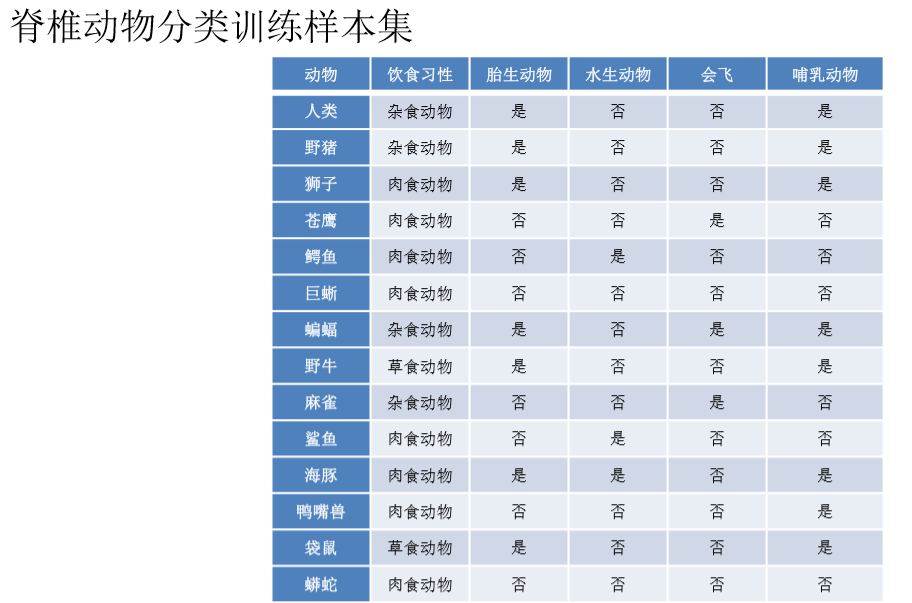 脊椎动物分类训练样本集
动物 饮食习性 胎生动物 水生动物 会飞 哺乳动物
人类 杂食动物 是 否 否 是
野猪 杂食动物 是 否 否 是
狮子 肉食动物 是 否 否 是
苍鹰 肉食动物 否 否 是 否
鳄鱼 肉食动物 否 是 否 否
巨蜥 肉食动物 否 否 否 否
蝙蝠 杂食动物 是 否 是 是
野牛 草食动物 是 否 否 是
麻雀 杂食动物 否 否 是 否
鲨鱼 肉食动物 否 是 否 否
海豚 肉食动物 是 是 否 是
鸭嘴兽 肉食动物 否 否 否 是
袋鼠 草食动物 是 否 否 是
蟒蛇 肉食动物 否 否 否 否